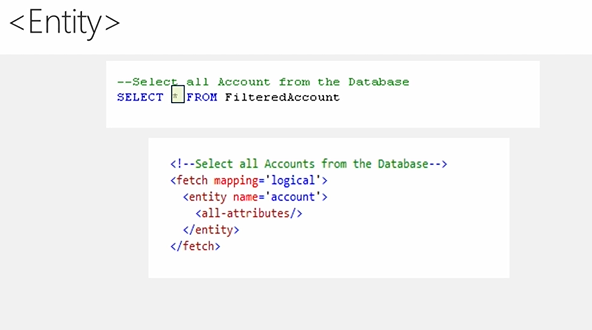 <Entity>
--Select all Account from the Database
SELECT * FROM FilteredAccount
<!--Select all Accounts from the Database-->
<fetch mapping='logical'>
<entity name='account'>
<all-attributes/>
</entity>
</fetch>